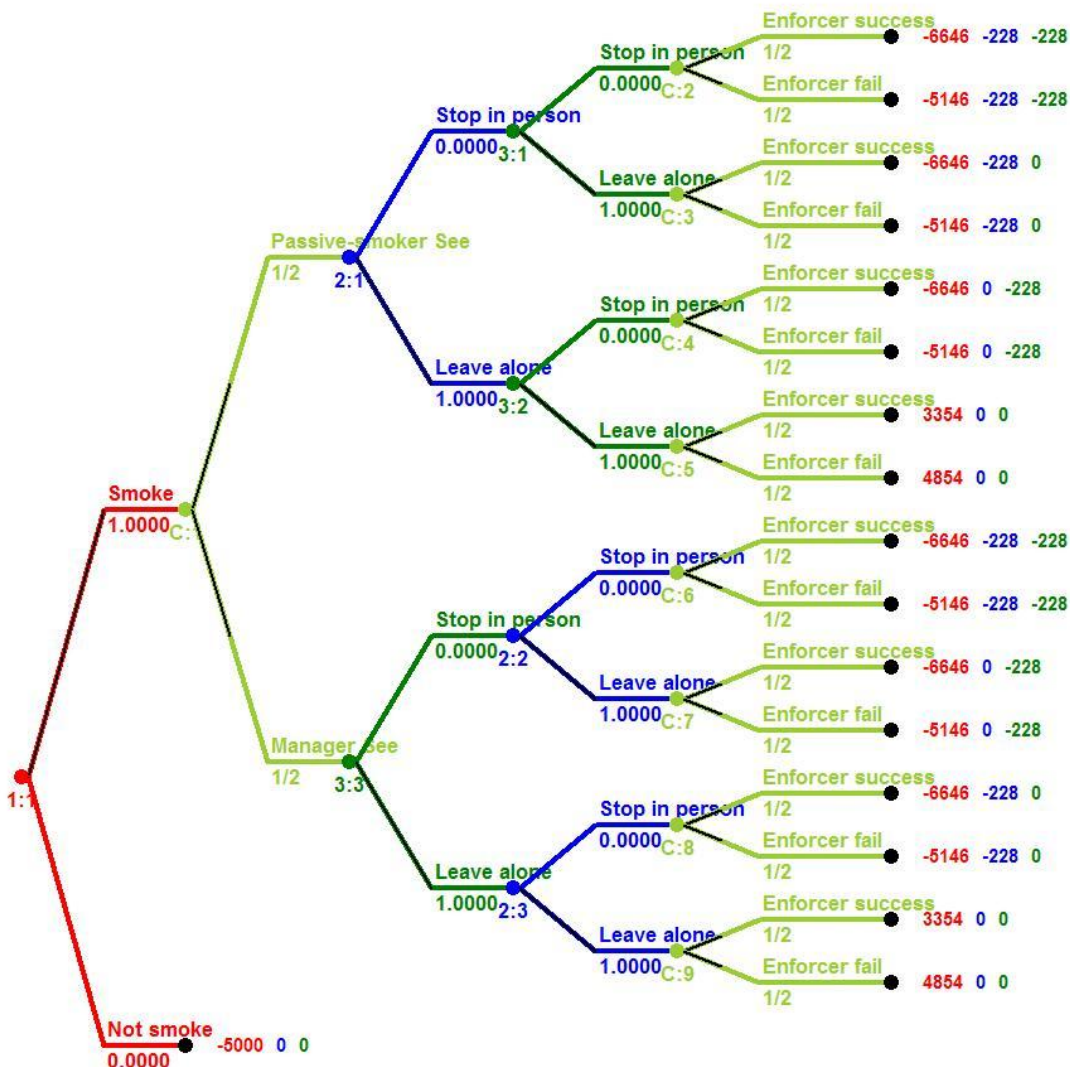 Enforcer success
1/2
-6646 -228 -228
Stop in person
0.0000
C:2
Enforcer fail
1/2
-5146 -228 -228
Stop in person
0.0000
3:1
Enforcer success
1/2
-6646 -228 0
Leave alone
1.0000
C:3
Enforcer fail
1/2
-5146 -228 0
Passive-smoker See
1/2
2:1
Enforcer success
1/2
-6646 0 -228
Stop in person
0.0000
C:4
Enforcer fail
1/2
-5146 0 -228
Leave alone
1.0000
3:2
Enforcer success
1/2
3354 0 0
Leave alone
1.0000
C:5
Enforcer fail
1/2
4854 0 0
Smoke
1.0000
C:
Enforcer success
1/2
-6646 -228 -228
Stop in person
0.0000
C:6
Enforcer fail
1/2
-5146 -228 -228
Stop in person
0.0000
2:2
Enforcer success
1/2
-6646 0 -228
Leave alone
1.0000
C:7
Enforcer fail
1/2
-5146 0 -228
Manager See
1/2
3:3
1:1
Enforcer success
1/2
-6646 -228 0
Stop in person
0.0000
C:8
Enforcer fail
1/2
-5146 -228 0
Leave alone
1.0000
2:3
Enforcer success
1/2
3354 0 0
Leave alone
1.0000
C:9
Enforcer fail
1/2
4854 0 0
Not smoke
0.0000
-5000 0 0